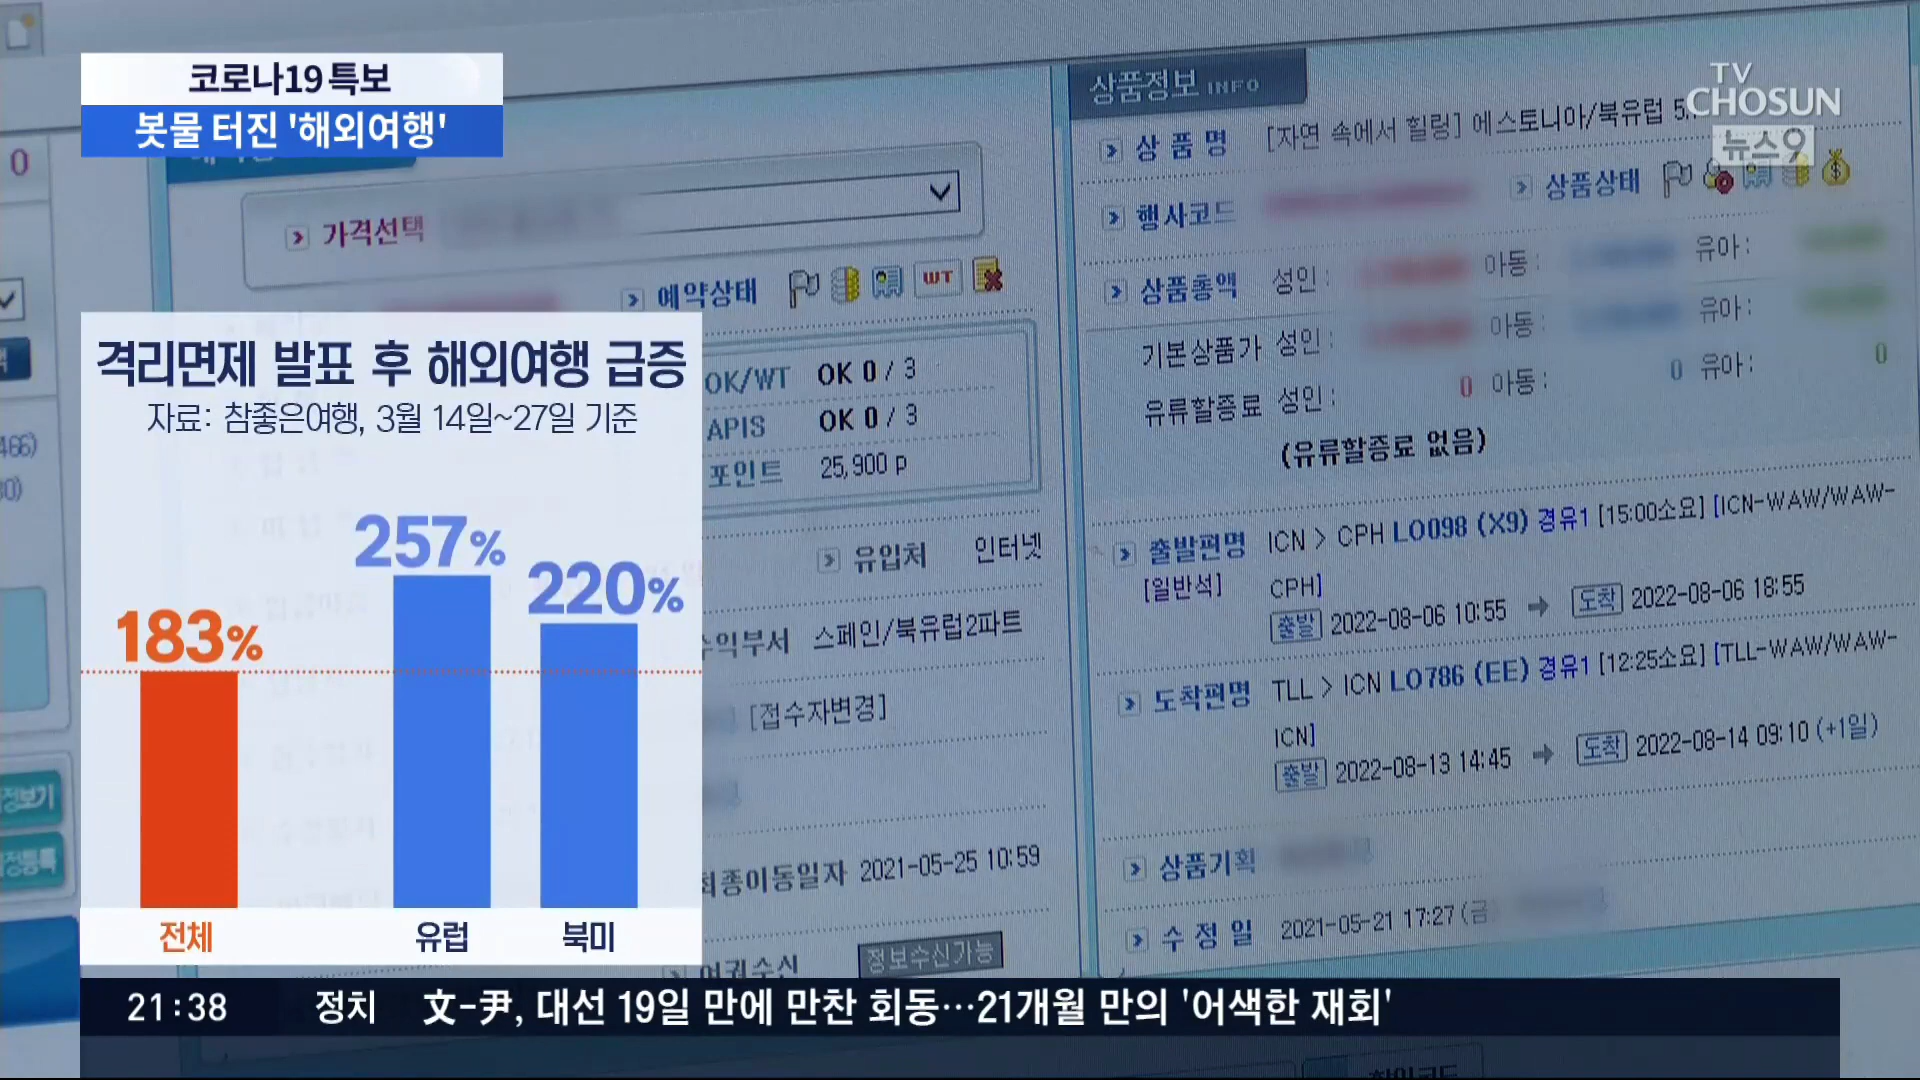 코로나19 특보
봇물 터진 '해외여행'
TV
CHOSUN
뉴스9
0
가격선택
예약상태
WT
격리면제 발표 후 해외여행 급증
자료: 참좋은여행, 3월 14일~27일 기준
183%
257%
220%
전체
유럽
북미
OK/WT OK 0 / 3
APIS OK 0 / 3
포인트 25,900 p
유입처 인터넷
스페인/북유럽2파트
[접수자변경]
최종이동일자 2021-05-25 10:59
정보수신가능
상품정보 INFO
상 품 명 [자연 속에서 힐링] 에스토니아/북유럽
행사코드
상품상태
상품총액 성인 : 아동 : 유아 :
기본상품가 성인 : 아동 : 유아 :
유류할증료 성인 : 0 아동 : 0 유아 : 0
(유류할증료 없음)
출발편명 ICN > CPH LO098 (X9) 경유1 [15:00소요] [ICN-WAW/WAW-
[일반석] CPH]
출발 2022-08-06 10:55 도착 2022-08-06 18:55
도착편명 TLL > ICN LO786 (EE) 경유1 [12:25소요] [TLL-WAW/WAW-
ICN]
출발 2022-08-13 14:45 도착 2022-08-14 09:10 (+1일)
상품기획
수 정 일 2021-05-21 17:27 (금
21:38 정치 文-尹, 대선 19일 만에 만찬 회동…21개월 만의 '어색한 재회'